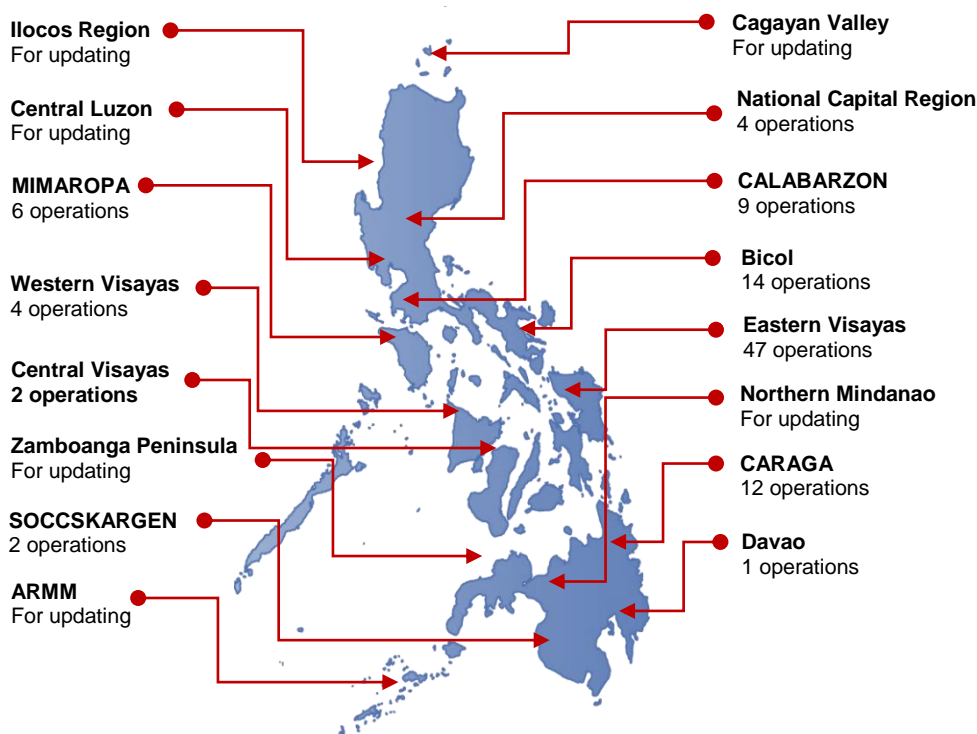 Ilocos Region
For updating
Central Luzon
For updating
MIMAROPA
6 operations
Western Visayas
4 operations
Central Visayas
2 operations
Zamboanga Peninsula
For updating
SOCCSKARGEN
2 operations
ARMM
For updating
Cagayan Valley
For updating
National Capital Region
4 operations
CALABARZON
9 operations
Bicol
14 operations
Eastern Visayas
47 operations
Northern Mindanao
For updating
CARAGA
12 operations
Davao
1 operations